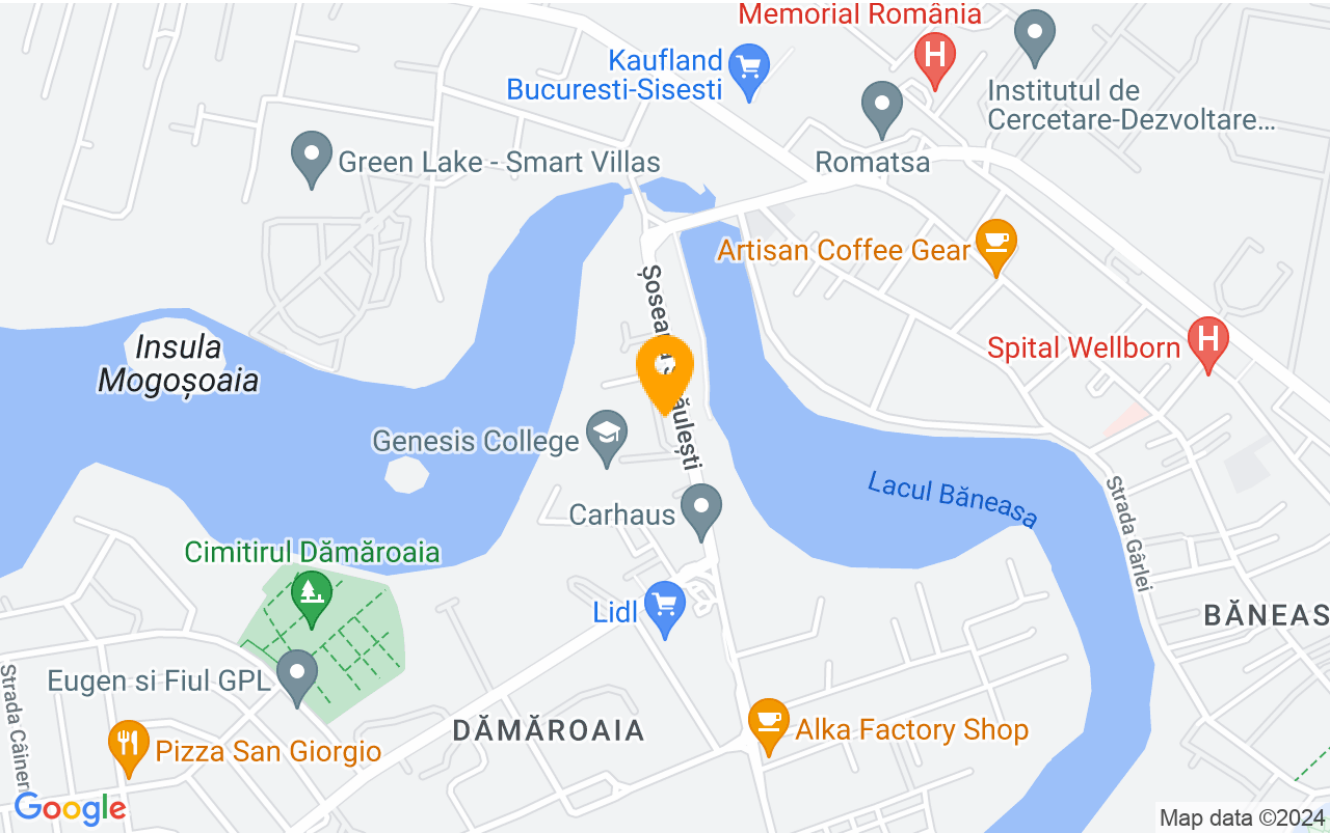 Memorial România
Kaufland
Bucuresti-Sisesti
Institutul de
Cercetare-Dezvoltare...
Green Lake - Smart Villas
Romatsa
Artisan Coffee Gear
Insula
Mogoșoaia
Spital Wellborn
Genesis College
Lacul Băneasa
Carhaus
Strada Gârlei
Cimitirul Dămăroaia
Lidl
BĂNEAS
Eugen si Fiul GPL
DĂMĂROAIA
Alka Factory Shop
Pizza San Giorgio
Google
Map data ©2024